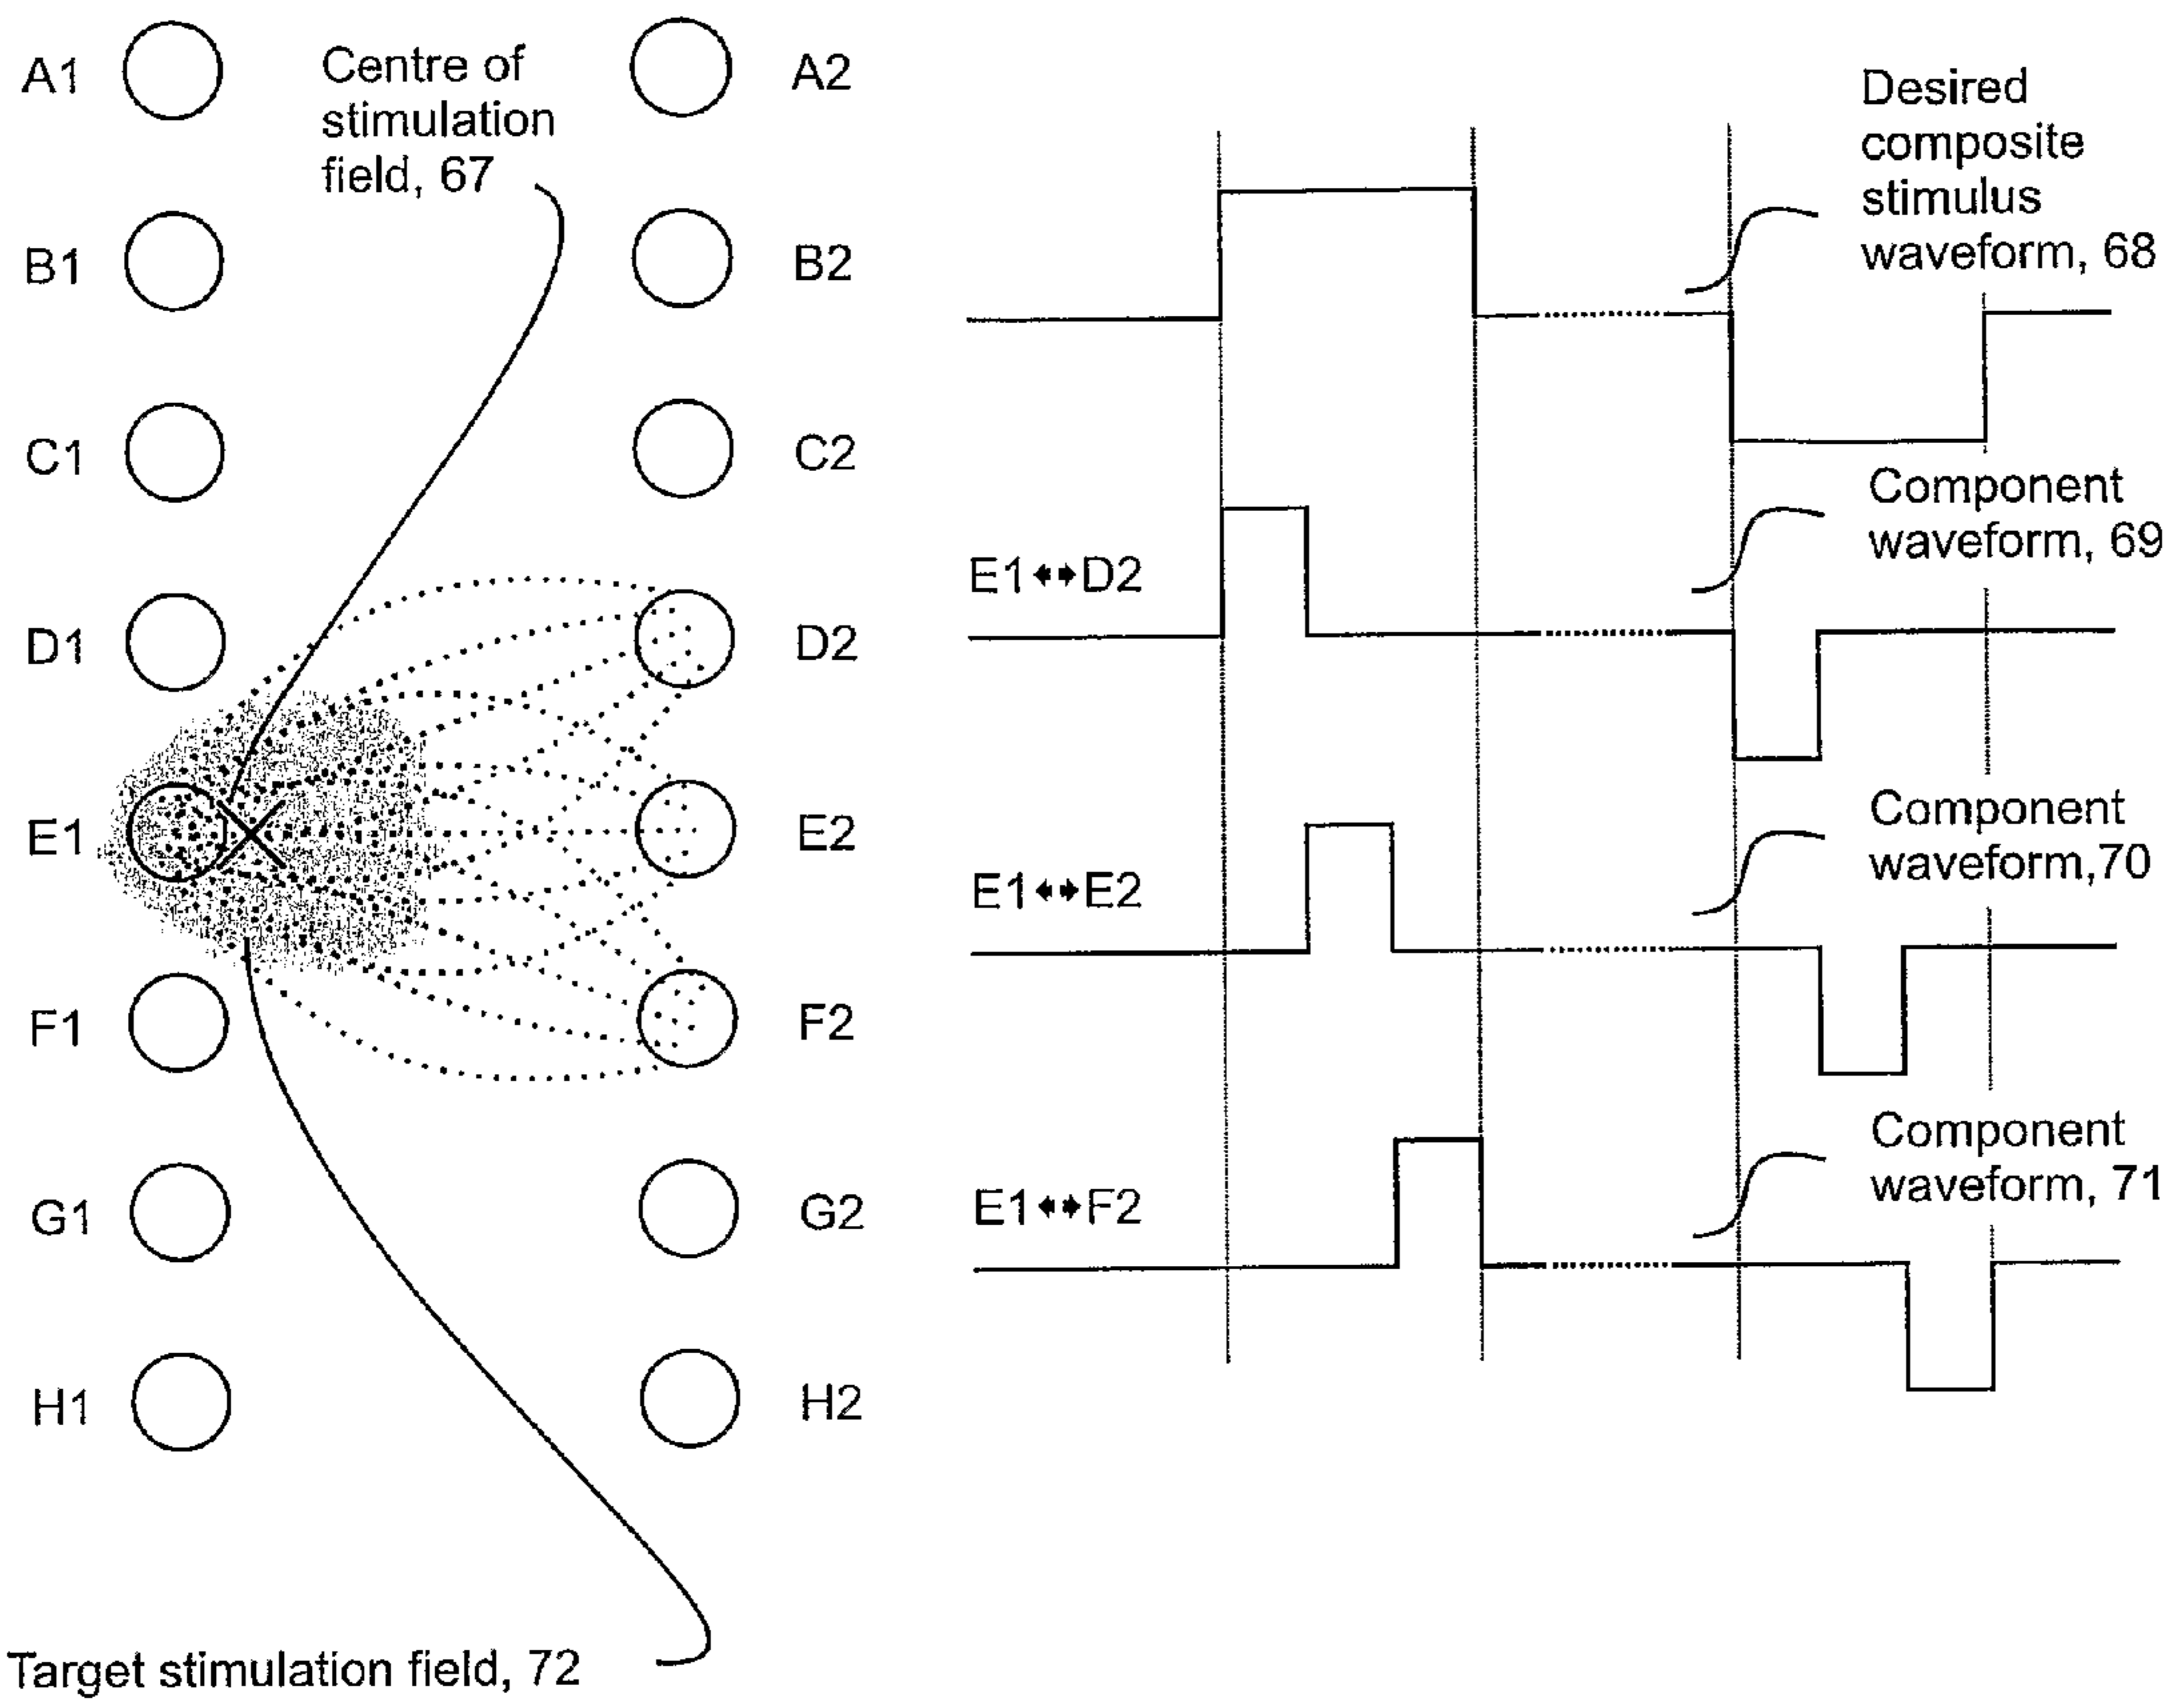 A1
Centre of
stimulation
field, 67
A2
B1
B2
C1
C2
D1
D2
E1
E2
F1
F2
G1
G2
H1
H2
Target stimulation field, 72
Desired
composite
stimulus
waveform, 68
Component
waveform, 69
E1↔D2
Component
waveform,70
E1↔E2
Component
waveform, 71
E1↔F2